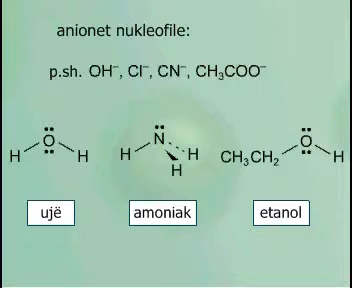 anionet nukleofile:
p.sh. OH⁻, Cl⁻, CN⁻, CH₃COO⁻
H O H
H N H H
CH₃CH₂ O H
ujë
amoniak
etanol